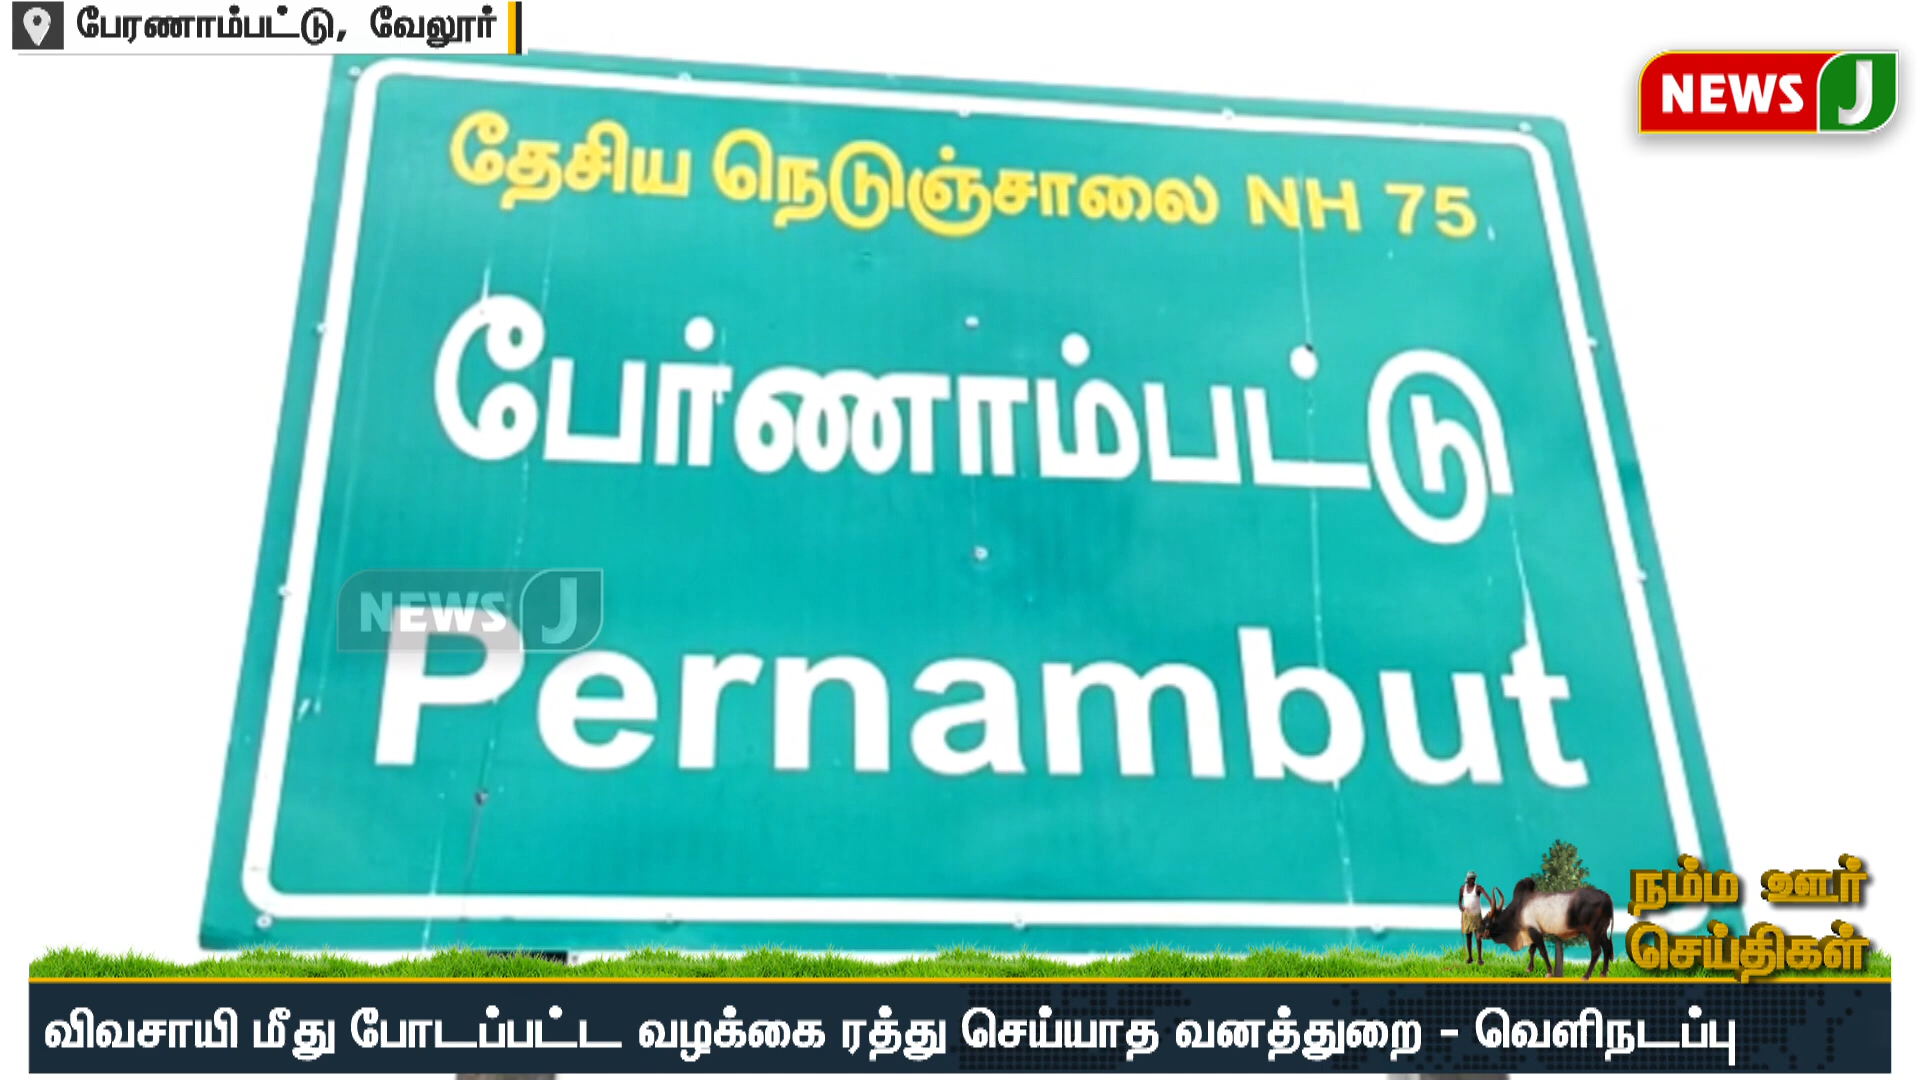 பேரணாம்பட்டு, வேலூர்
NEWS J
தேசிய நெடுஞ்சாலை NH 75
பேர்ணாம்பட்டு
NEWS J
Pernambut
நம்ம ஊர்
செய்திகள்
விவசாயி மீது போடப்பட்ட வழக்கை ரத்து செய்யாத வனத்துறை - வெளிநடப்பு